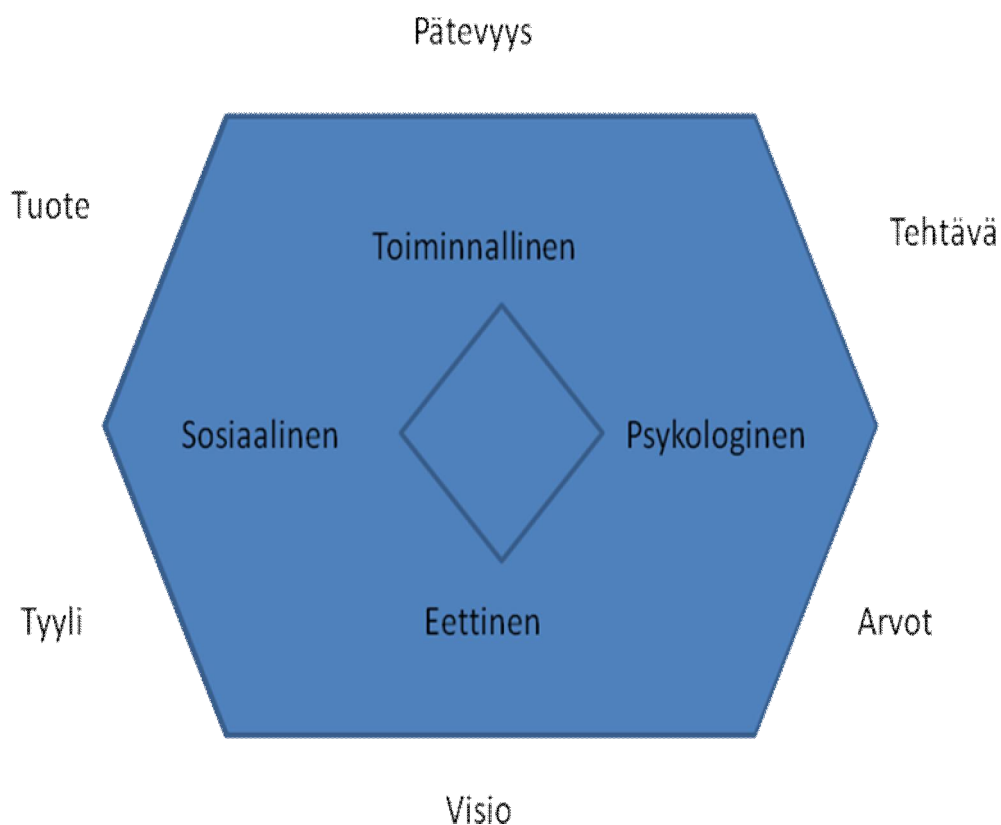 Pätevyys
Tuote
Tehtävä
Toiminnallinen
Sosiaalinen
Psykologinen
Tyyli
Eettinen
Arvot
Visio